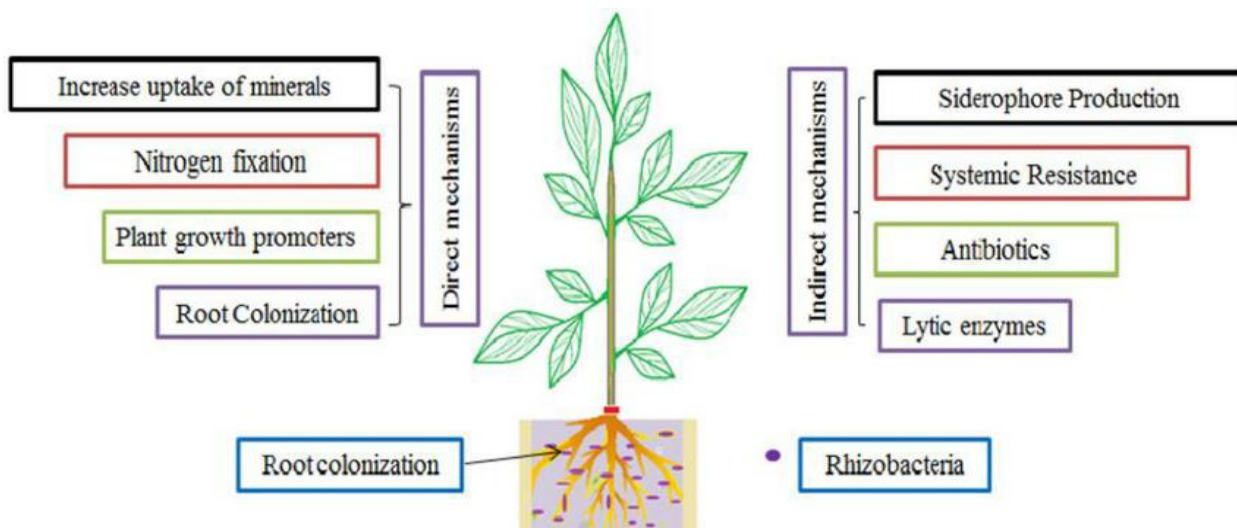 Increase uptake of minerals
Nitrogen fixation
Plant growth promoters
Root Colonization
Direct mechanisms
Indirect mechanisms
Siderophore Production
Systemic Resistance
Antibiotics
Lytic enzymes
Root colonization
Rhizobacteria